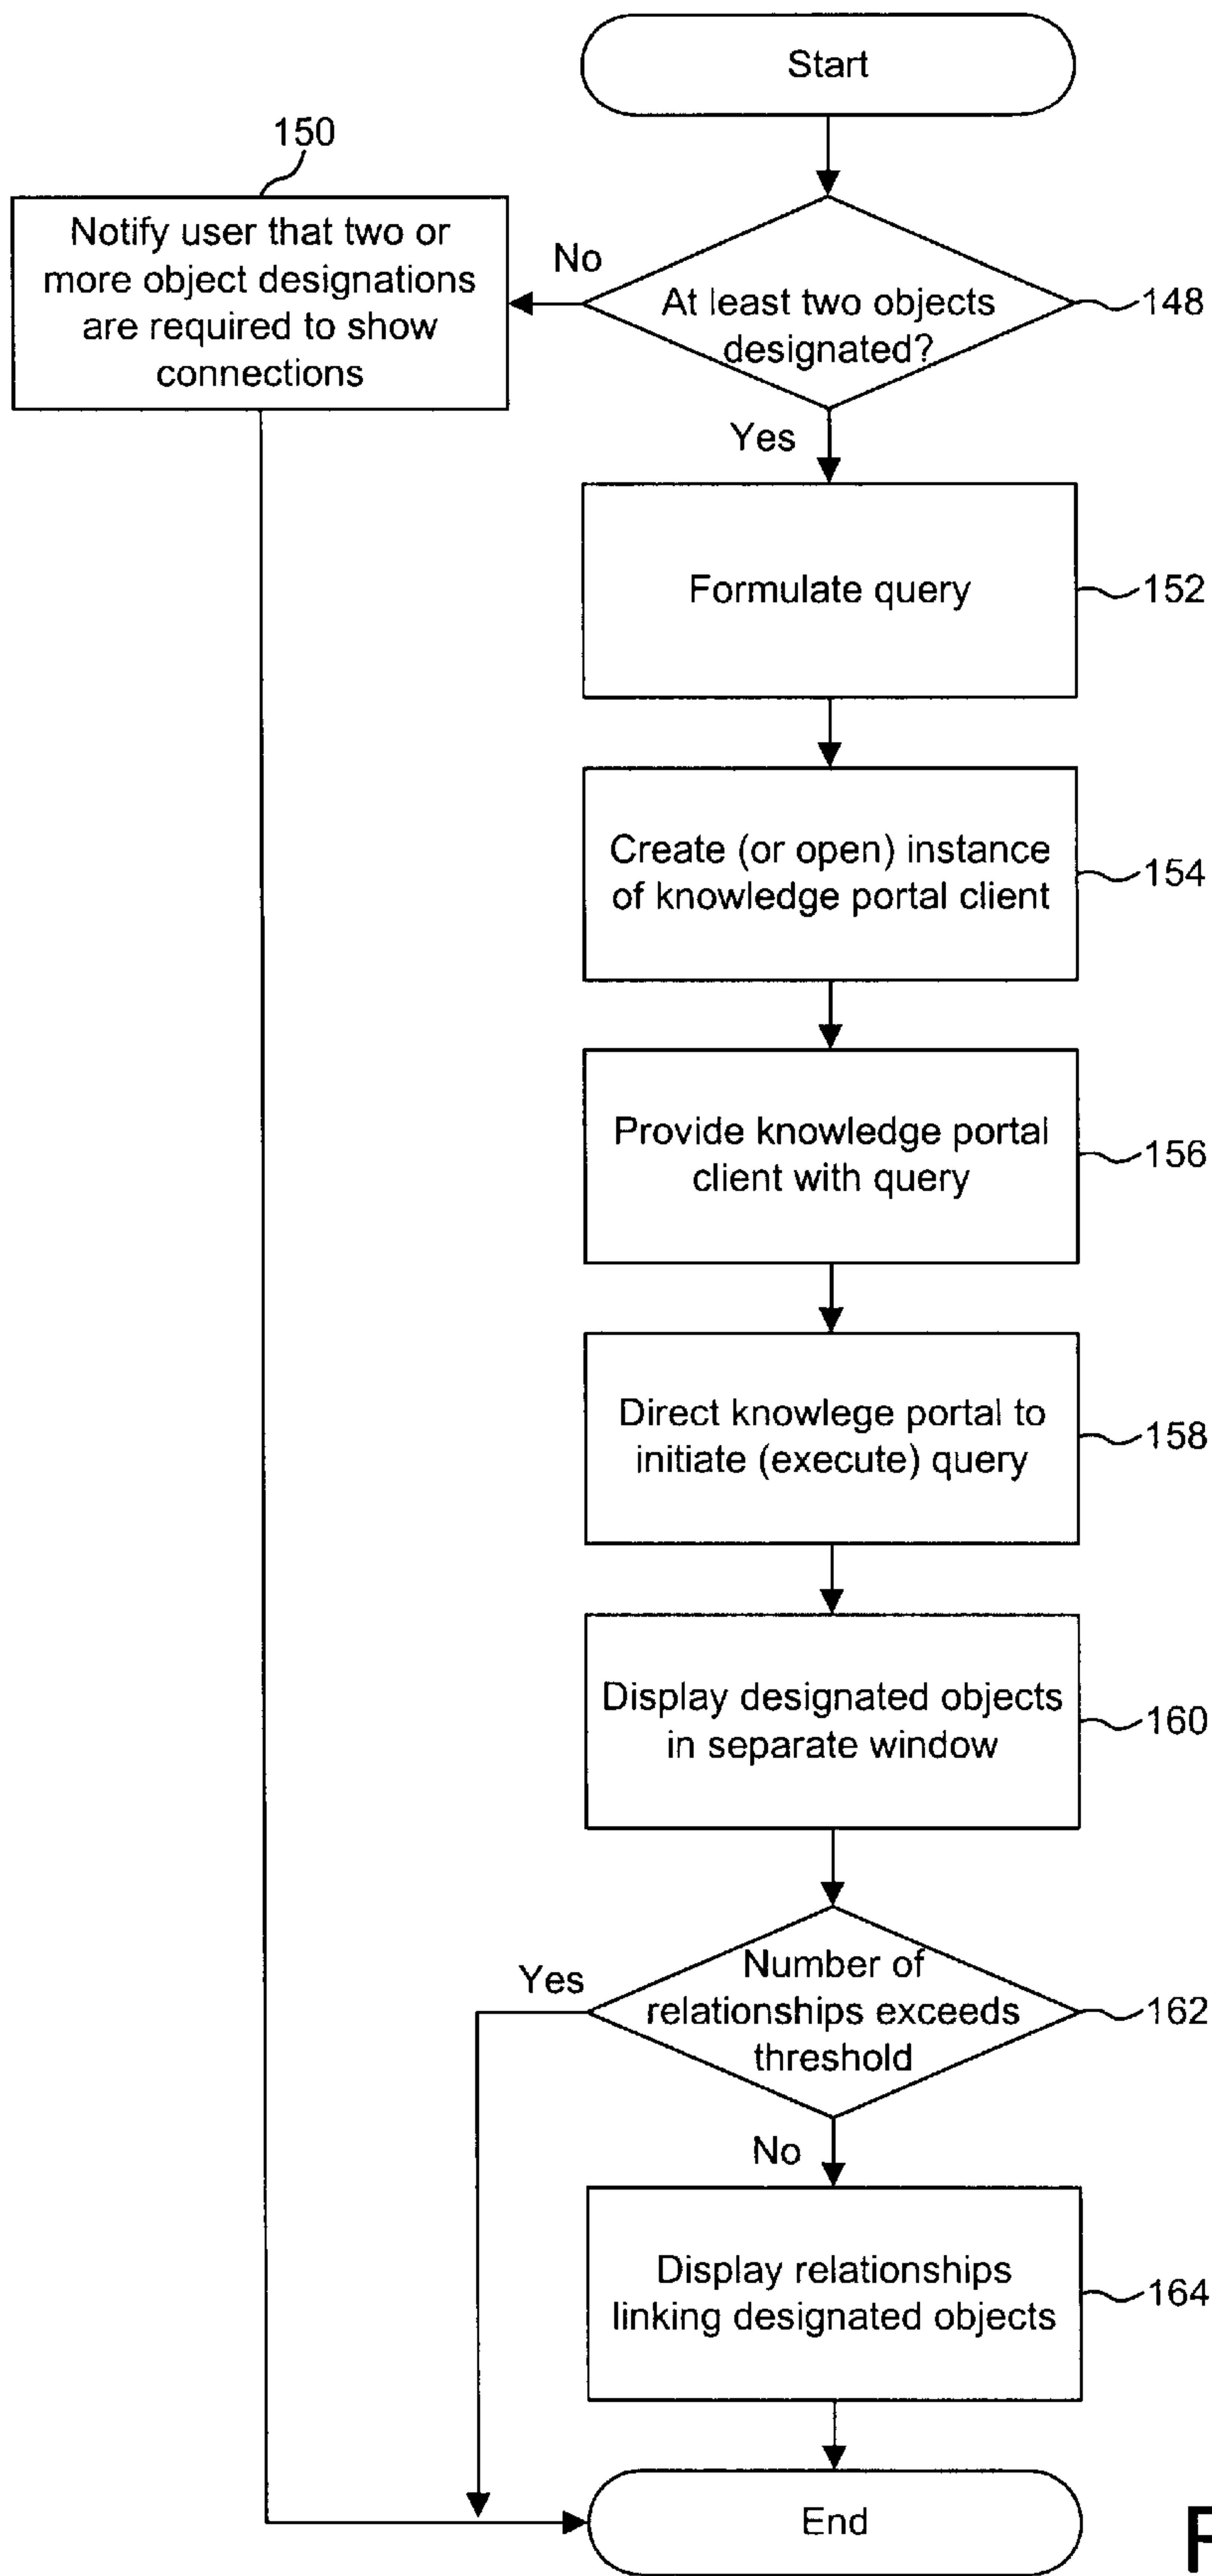 Start
150
Notify user that two or
more object designations
are required to show
connections
No
At least two objects
designated?
148
Yes
Formulate query
152
Create (or open) instance
of knowledge portal client
154
Provide knowledge portal
client with query
156
Direct knowlege portal to
initiate (execute) query
158
Display designated objects
in separate window
160
Yes
Number of
relationships exceeds
threshold
162
No
Display relationships
linking designated objects
164
End